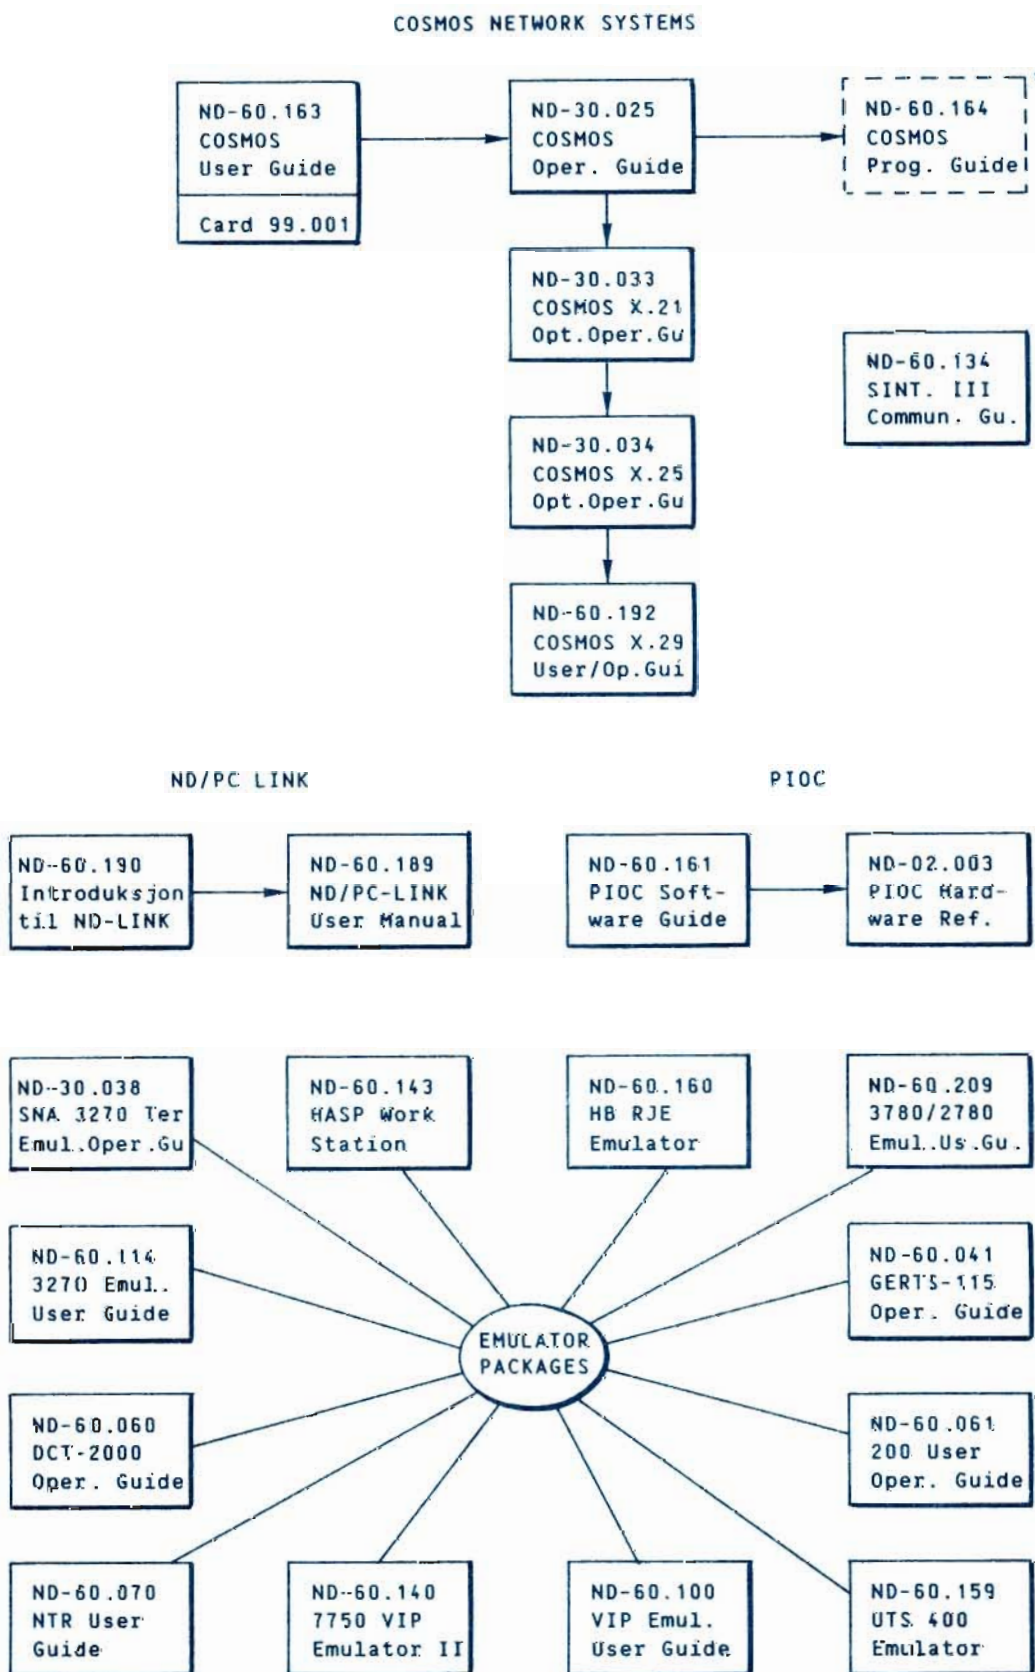 COSMOS NETWORK SYSTEMS
ND-60.163
COSMOS
User Guide
Card 99.001
ND-30.025
COSMOS
Oper. Guide
ND-60.164
COSMOS
Prog. Guide
ND-30.033
COSMOS X.21
Opt.Oper.Gu
ND-60.134
SINT. III
Commun. Gu.
ND-30.034
COSMOS X.25
Opt.Oper.Gu
ND-60.192
COSMOS X.29
User/Op.Gui
ND/PC LINK
PIOC
ND-60.190
Introduksjon
til ND-LINK
ND-60.189
ND/PC-LINK
User Manual
ND-60.161
PIOC Soft-
ware Guide
ND-02.003
PIOC Hard-
ware Ref.
ND-30.038
SNA 3270 Ter
Emul.Oper.Gu
ND-60.143
HASP Work
Station
ND-60.160
HB RJE
Emulator
ND-60.209
3780/2780
Emul.Us.Gu.
ND-60.114
3270 Emul.
User Guide
ND-60.041
GERTS-115
Oper. Guide
EMULATOR
PACKAGES
ND-60.060
DCT-2000
Oper. Guide
ND-60.061
200 User
Oper. Guide
ND-60.070
NTR User
Guide
ND-60.140
7750 VIP
Emulator II
ND-60.100
VIP Emul.
User Guide
ND-60.159
UTS 400
Emulator